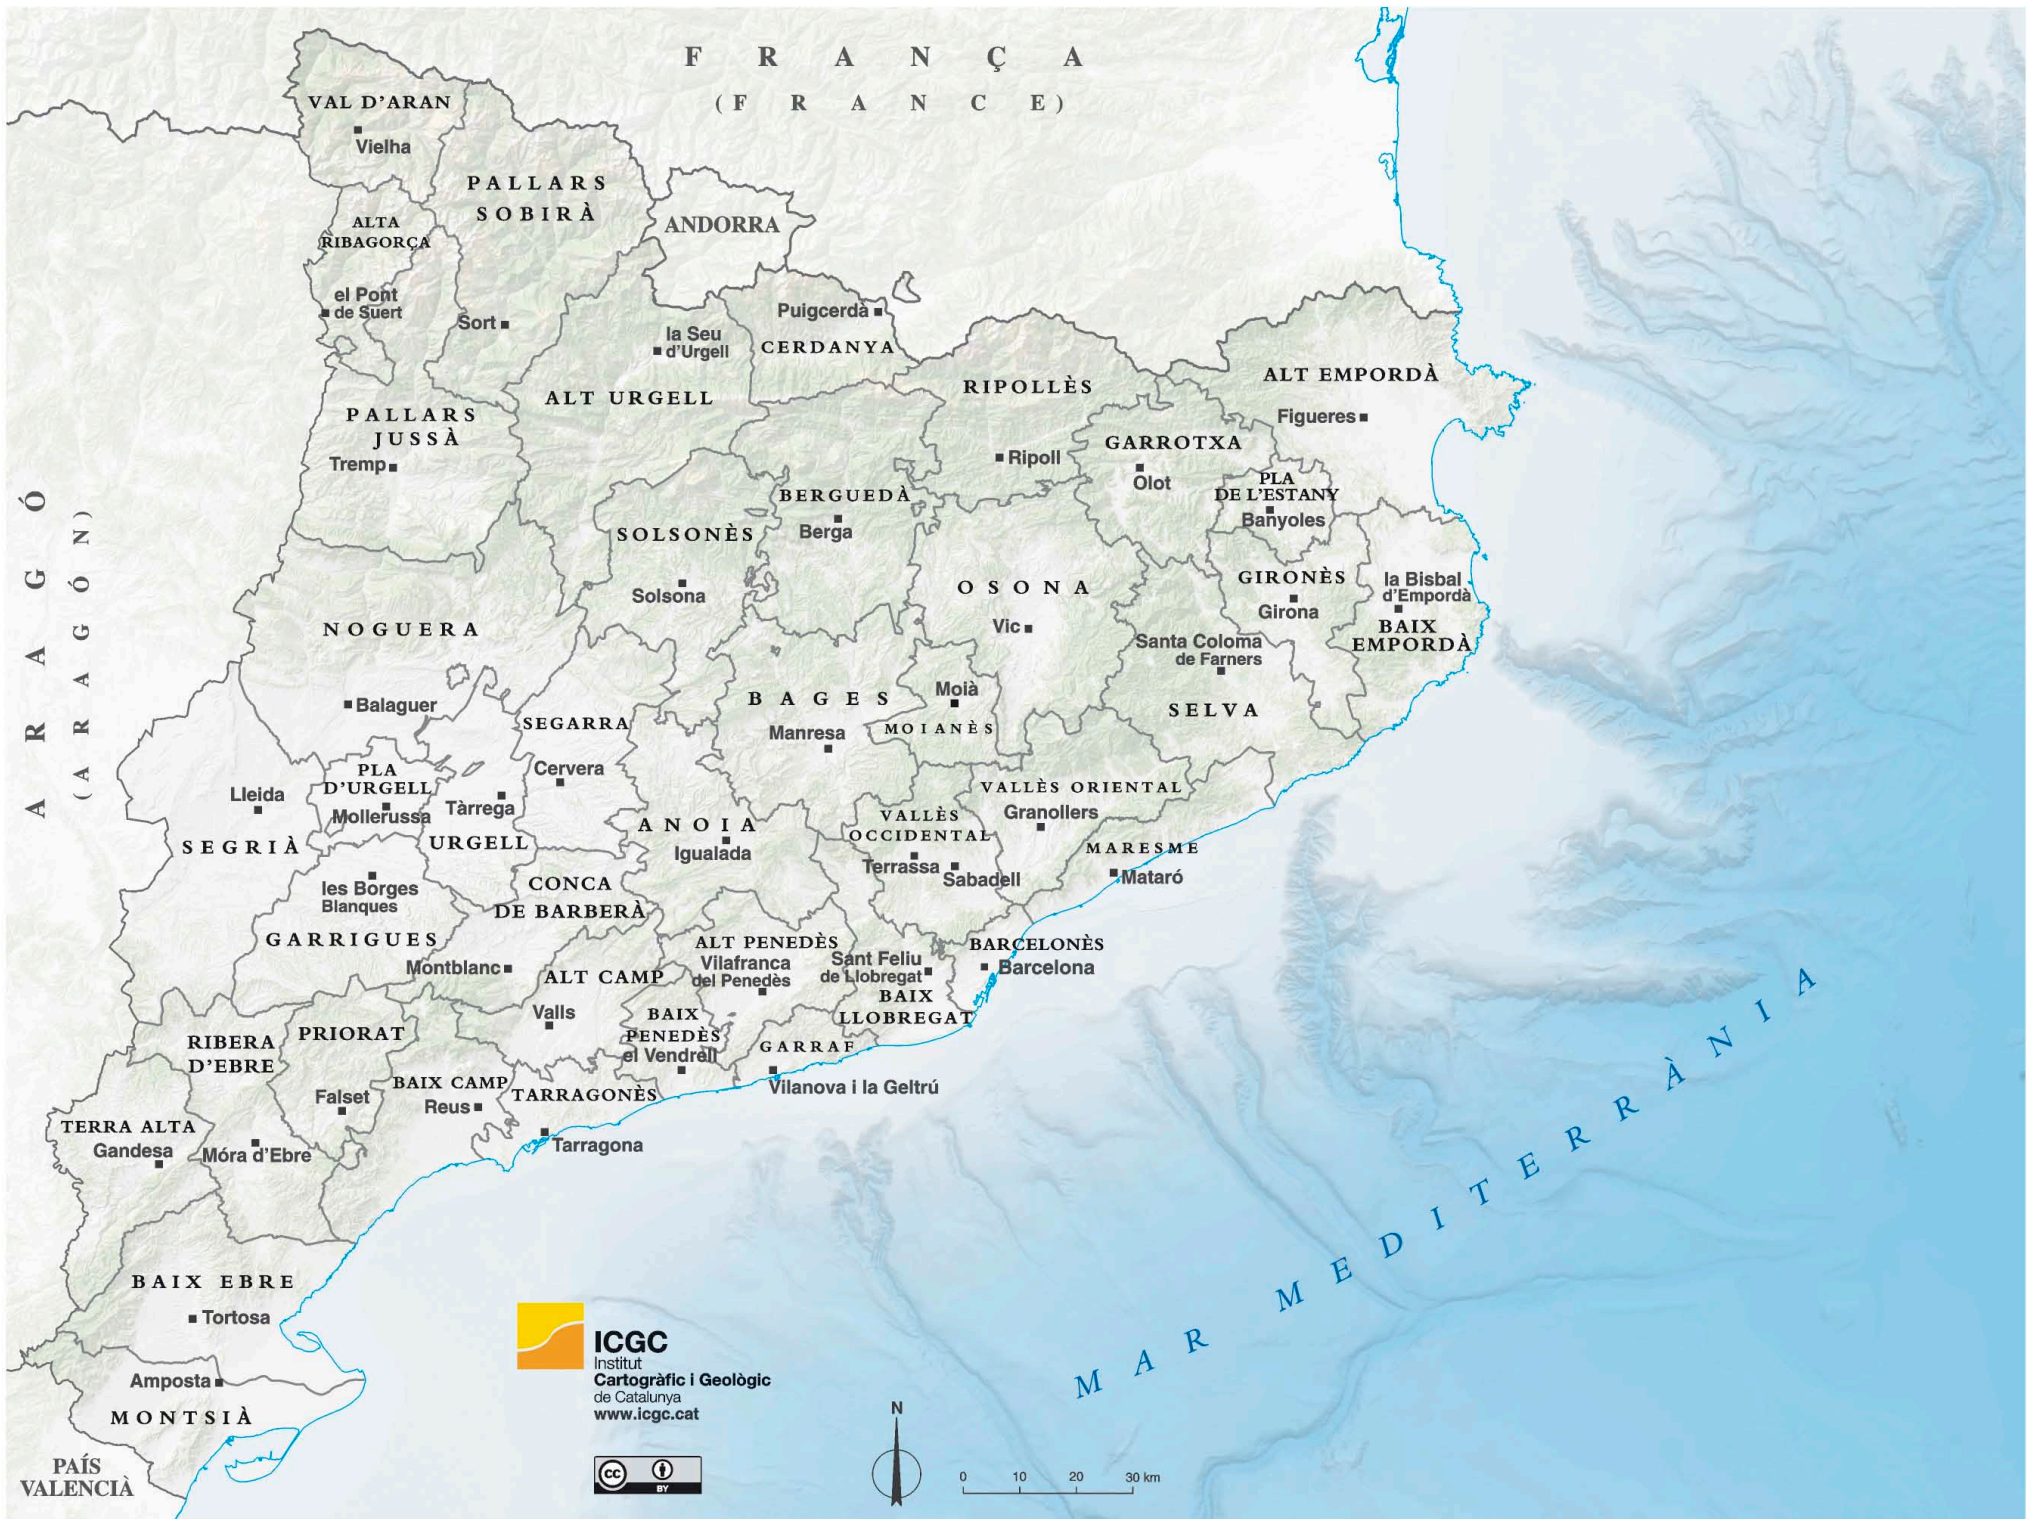 FRANÇA
(FRANCE)
VAL D'ARAN
Vielha
PALLARS
SOBIRÀ
ANDORRA
ALTA
RIBAGORÇA
el Pont
de Suert
Sort
la Seu
d'Urgell
Puigcerdà
CERDANYA
ALT URGELL
RIPOLLÈS
Ripoll
ALT EMPORDÀ
Figueres
PALLARS
JUSSÀ
Tremp
GARROTXA
Olot
PLA
DE L'ESTANY
Banyoles
BERGUEDÀ
Berga
SOLSONÈS
Solsona
ARAGÓ
(ARAGÓN)
OSONA
Vic
GIRONÈS
Girona
la Bisbal
d'Empordà
BAIX
EMPORDÀ
NOGUERA
Balaguer
Santa Coloma
de Farners
SELVA
BAGES
Manresa
Moià
MOIANÈS
SEGARRA
Cervera
PLA
D'URGELL
Mollerussa
Tàrrega
URGELL
Lleida
SEGRIÀ
ANOIA
Igualada
VALLÈS ORIENTAL
Granollers
VALLÈS
OCCIDENTAL
Terrassa
Sabadell
MARESME
Mataró
les Borges
Blanques
GARRIGUES
CONCA
DE BARBERÀ
Montblanc
ALT CAMP
Valls
ALT PENEDÈS
Vilafranca
del Penedès
Sant Feliu
de Llobregat
BAIX
LLOBREGAT
BARCELONÈS
Barcelona
BAIX
PENEDÈS
el Vendrell
GARRAF
Vilanova i la Geltrú
RIBERA
D'EBRE
Móra d'Ebre
PRIORAT
Falset
BAIX CAMP
Reus
TARRAGONÈS
Tarragona
TERRA ALTA
Gandesa
BAIX EBRE
Tortosa
Amposta
MONTSIÀ
PAÍS
VALENCIÀ
MAR MEDITERRÀNIA
ICGC
Institut
Cartogràfic i Geològic
de Catalunya
www.icgc.cat
cc
BY
N
0 10 20 30 km